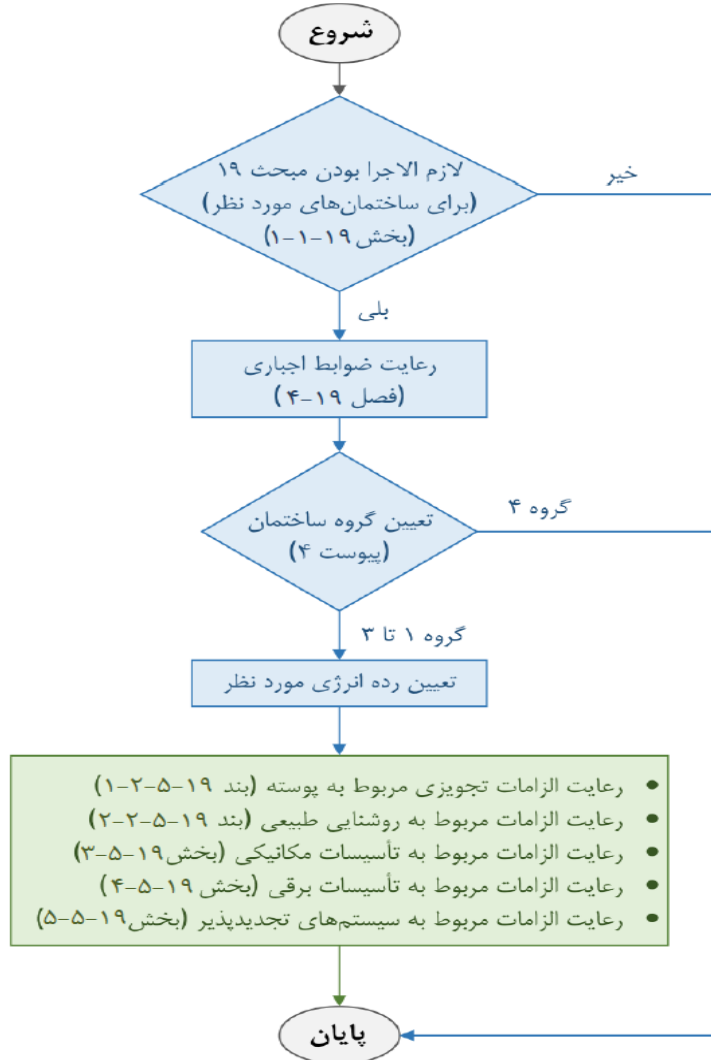 شروع
لازم الاجرا بودن مبحث ۱۹
(برای ساختمان‌های مورد نظر)
(بخش ۱۹-۱-۱)
خیر
بلی
رعایت ضوابط اجباری
(فصل ۱۹-۴)
تعیین گروه ساختمان
(پیوست ۴)
گروه ۴
گروه ۱ تا ۳
تعیین رده انرژی مورد نظر
• رعایت الزامات تجویزی مربوط به پوسته (بند ۱۹-۵-۲-۱)
• رعایت الزامات مربوط به روشنایی طبیعی (بند ۱۹-۵-۲-۲)
• رعایت الزامات مربوط به تأسیسات مکانیکی (بخش۱۹-۵-۳)
• رعایت الزامات مربوط به تأسیسات برقی (بخش ۱۹-۵-۴)
• رعایت الزامات مربوط به سیستم‌های تجدیدپذیر (بخش۱۹-۵-۵)
پایان